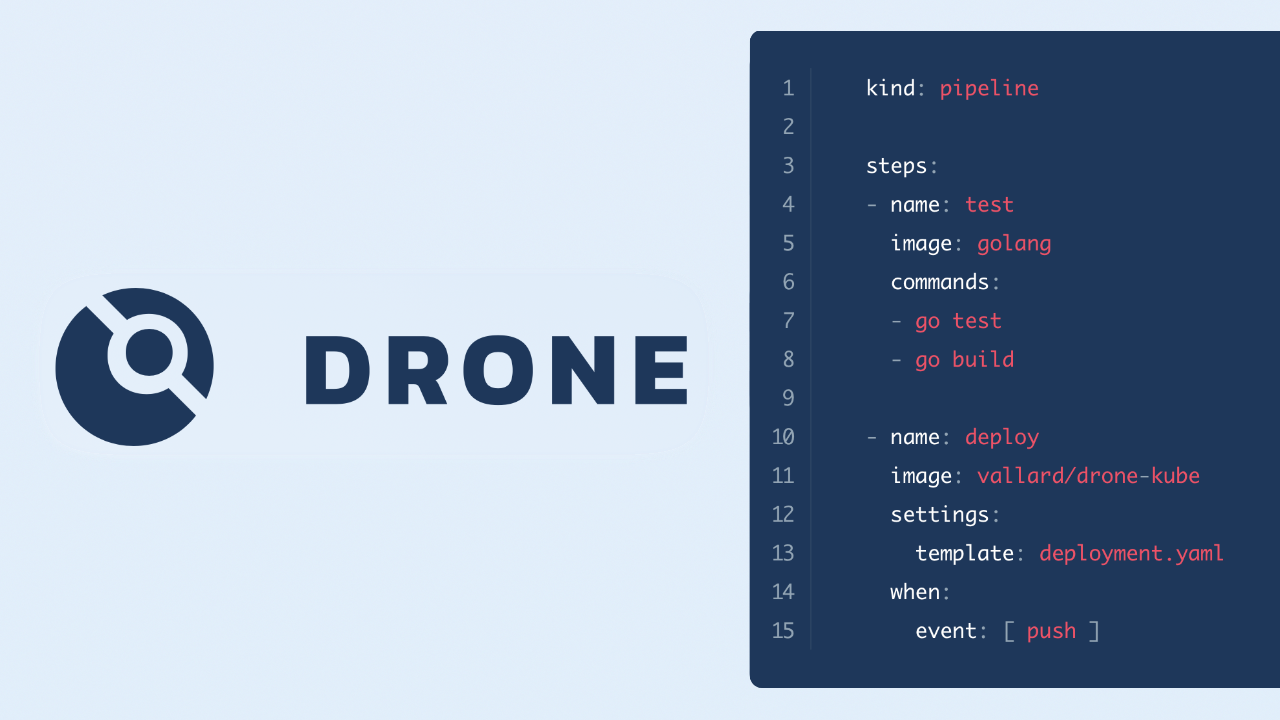 DRONE
1 kind: pipeline
2
3 steps:
4 - name: test
5   image: golang
6   commands:
7   - go test
8   - go build
9
10 - name: deploy
11   image: vallard/drone-kube
12   settings:
13     template: deployment.yaml
14   when:
15     event: [ push ]